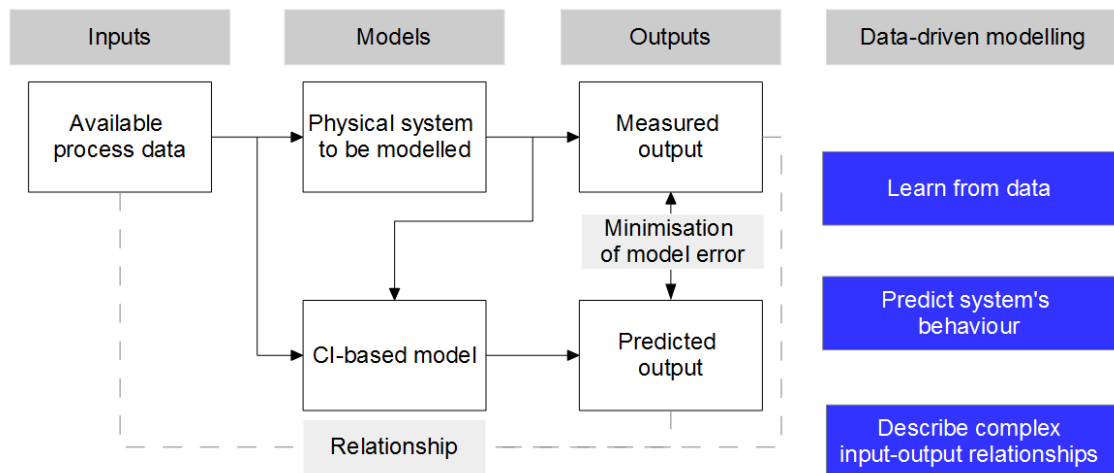 Inputs
Models
Outputs
Data-driven modelling
Available
process data
Physical system
to be modelled
Measured
output
Learn from data
Minimisation
of model error
Predict system's
behaviour
CI-based model
Predicted
output
Relationship
Describe complex
input-output relationships